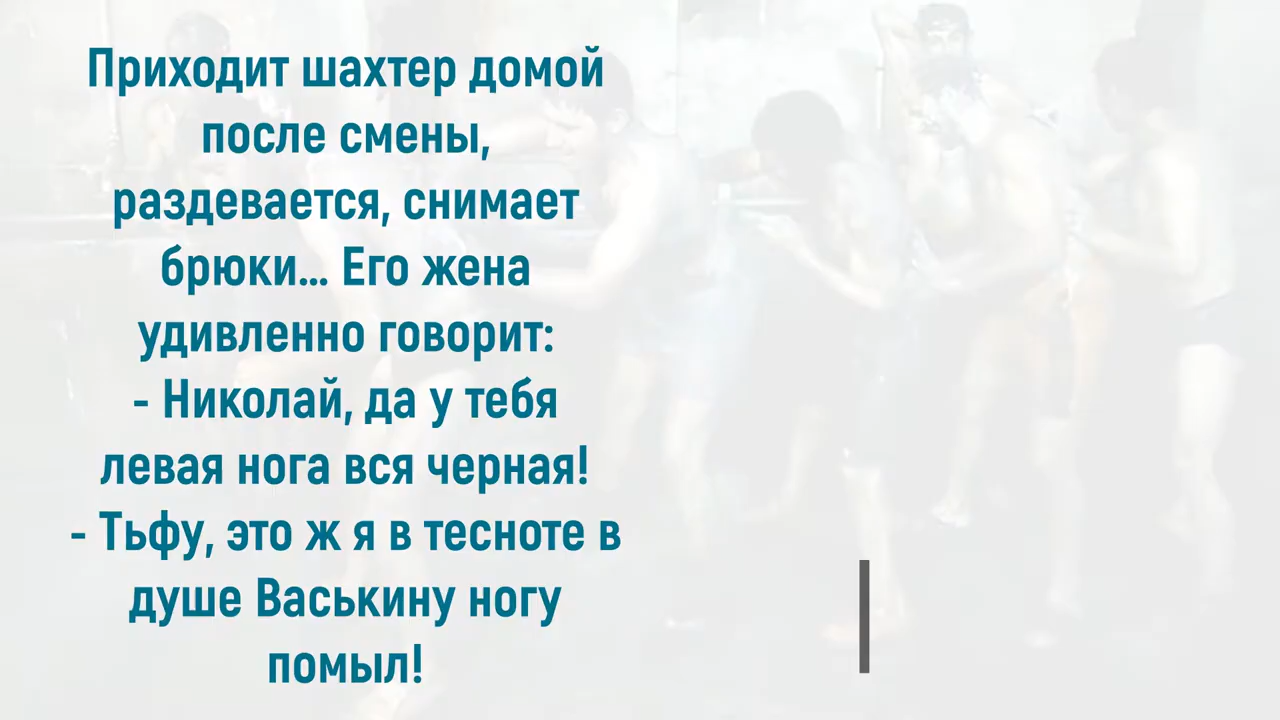 Приходит шахтер домой
после смены,
раздевается, снимает
брюки... Его жена
удивленно говорит:
- Николай, да у тебя
левая нога вся черная!
- Тьфу, это ж я в тесноте в
душе Васькину ногу
помыл!